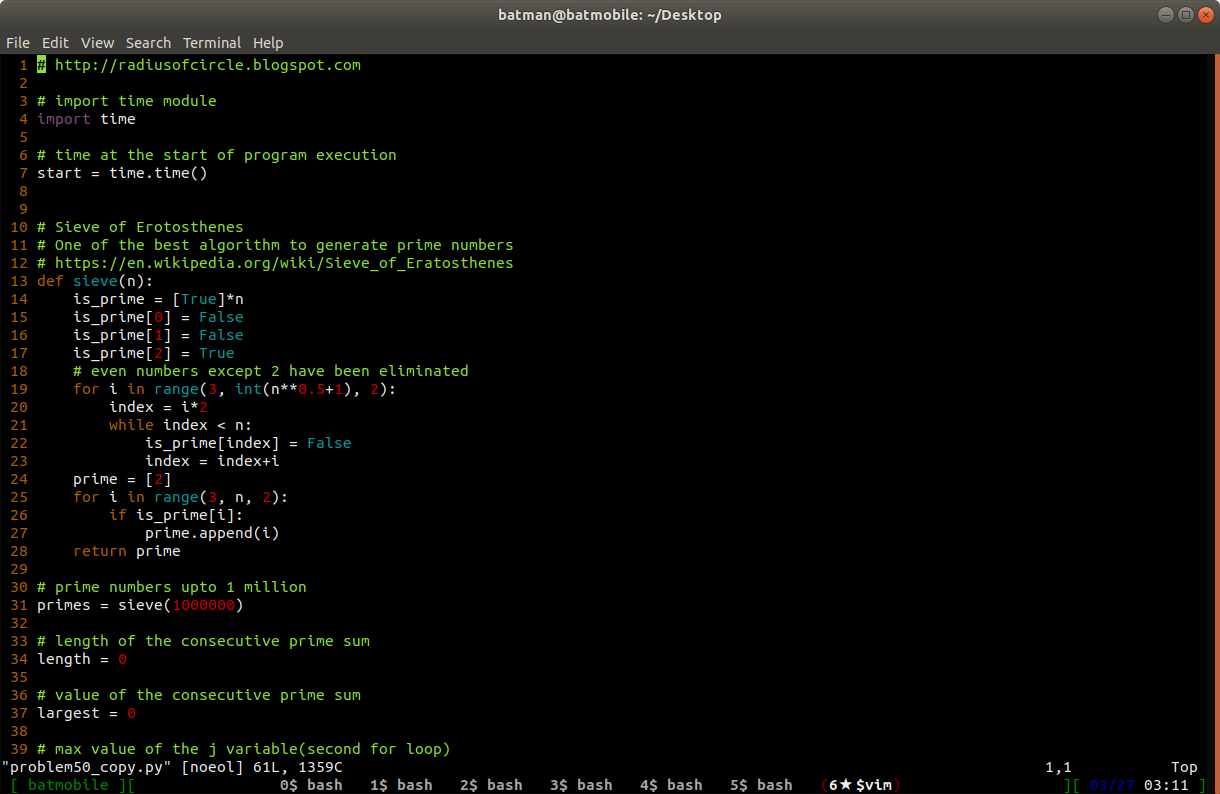 batman@batmobile: ~/Desktop
File Edit View Search Terminal Help
1 # http://radiusofcircle.blogspot.com
2
3 # import time module
4 import time
5
6 # time at the start of program execution
7 start = time.time()
8
9
10 # Sieve of Erotosthenes
11 # One of the best algorithm to generate prime numbers
12 # https://en.wikipedia.org/wiki/Sieve_of_Eratosthenes
13 def sieve(n):
14     is_prime = [True]*n
15     is_prime[0] = False
16     is_prime[1] = False
17     is_prime[2] = True
18     # even numbers except 2 have been eliminated
19     for i in range(3, int(n**0.5+1), 2):
20         index = i*2
21         while index < n:
22             is_prime[index] = False
23             index = index+i
24     prime = [2]
25     for i in range(3, n, 2):
26         if is_prime[i]:
27             prime.append(i)
28     return prime
29
30 # prime numbers upto 1 million
31 primes = sieve(1000000)
32
33 # length of the consecutive prime sum
34 length = 0
35
36 # value of the consecutive prime sum
37 largest = 0
38
39 # max value of the j variable(second for loop)
"problem50_copy.py" [noeol] 61L, 1359C 1,1 Top
[ batmobile ][ 0$ bash 1$ bash 2$ bash 3$ bash 4$ bash 5$ bash (6★$vim) ][ 03/27 03:11 ]